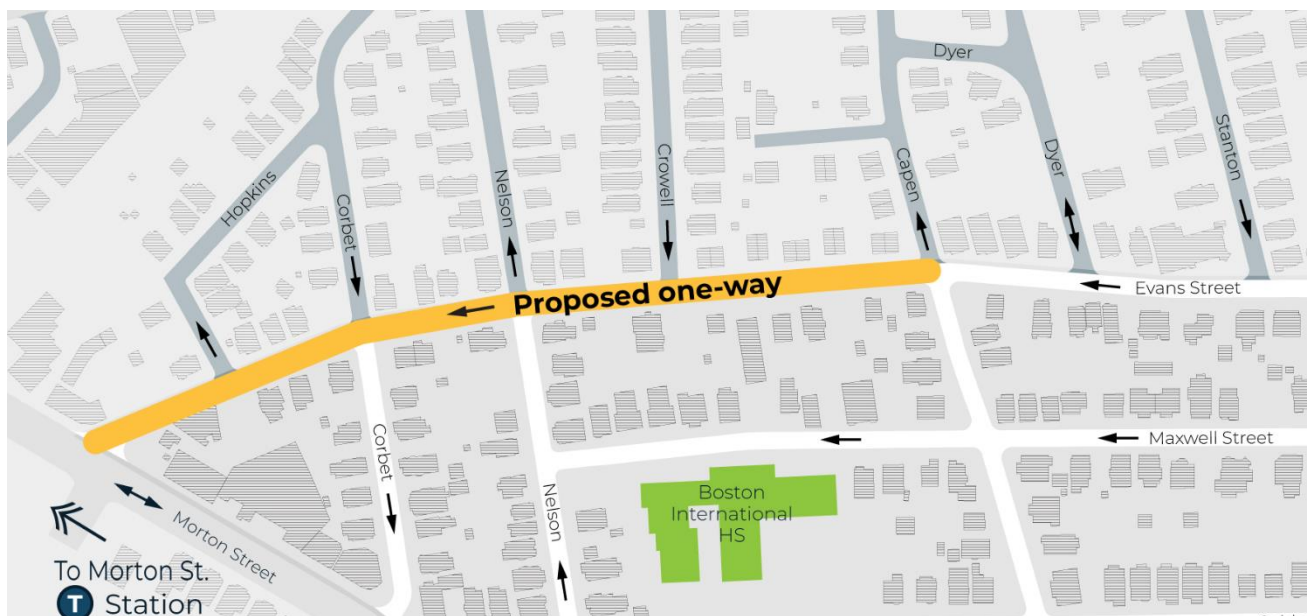 Dyer
Hopkins
Corbet
Nelson
Crowell
Capen
Dyer
Stanton
Proposed one-way
Evans Street
Maxwell Street
Corbet
Nelson
Boston
International
HS
Morton Street
To Morton St.
T Station